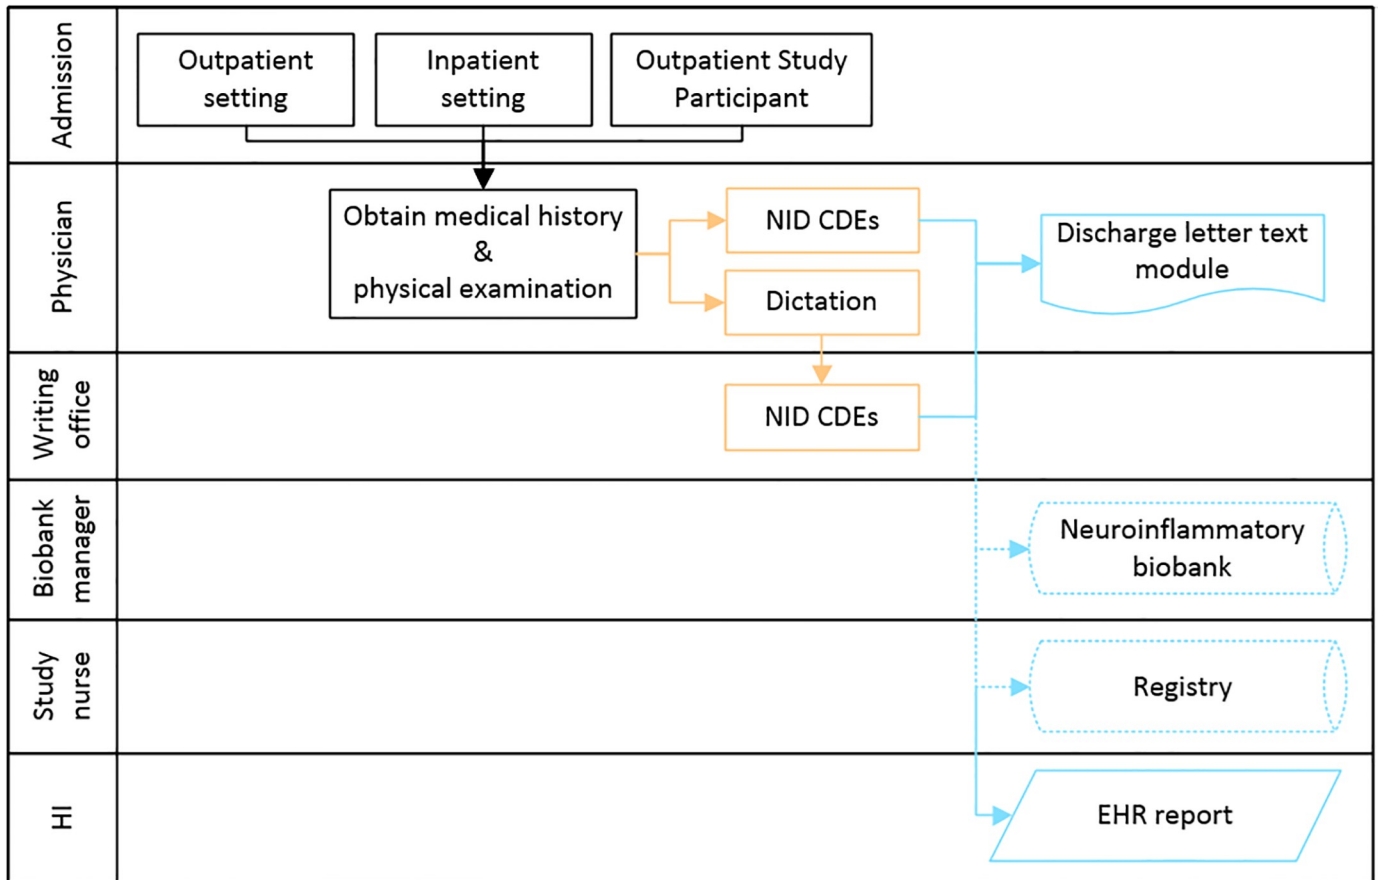 Admission
Outpatient
setting
Inpatient
setting
Outpatient Study
Participant
Physician
Obtain medical history
&
physical examination
NID CDEs
Dictation
Discharge letter text
module
Writing
office
NID CDEs
Biobank
manager
Neuroinflammatory
biobank
Study
nurse
Registry
HI
EHR report